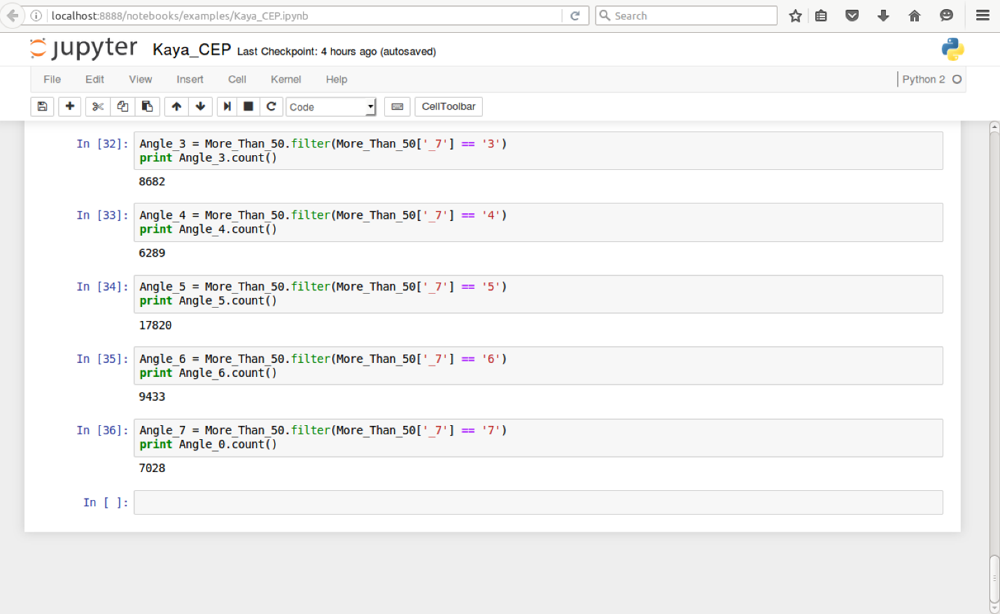 localhost:8888/notebooks/examples/Kaya_CEP.ipynb
Search
jupyter Kaya_CEP Last Checkpoint: 4 hours ago (autosaved)
File Edit View Insert Cell Kernel Help Python 2
Code CellToolbar
In [32]: Angle_3 = More_Than_50.filter(More_Than_50['_7'] == '3')
print Angle_3.count()
8682
In [33]: Angle_4 = More_Than_50.filter(More_Than_50['_7'] == '4')
print Angle_4.count()
6289
In [34]: Angle_5 = More_Than_50.filter(More_Than_50['_7'] == '5')
print Angle_5.count()
17820
In [35]: Angle_6 = More_Than_50.filter(More_Than_50['_7'] == '6')
print Angle_6.count()
9433
In [36]: Angle_7 = More_Than_50.filter(More_Than_50['_7'] == '7')
print Angle_0.count()
7028
In [ ]: